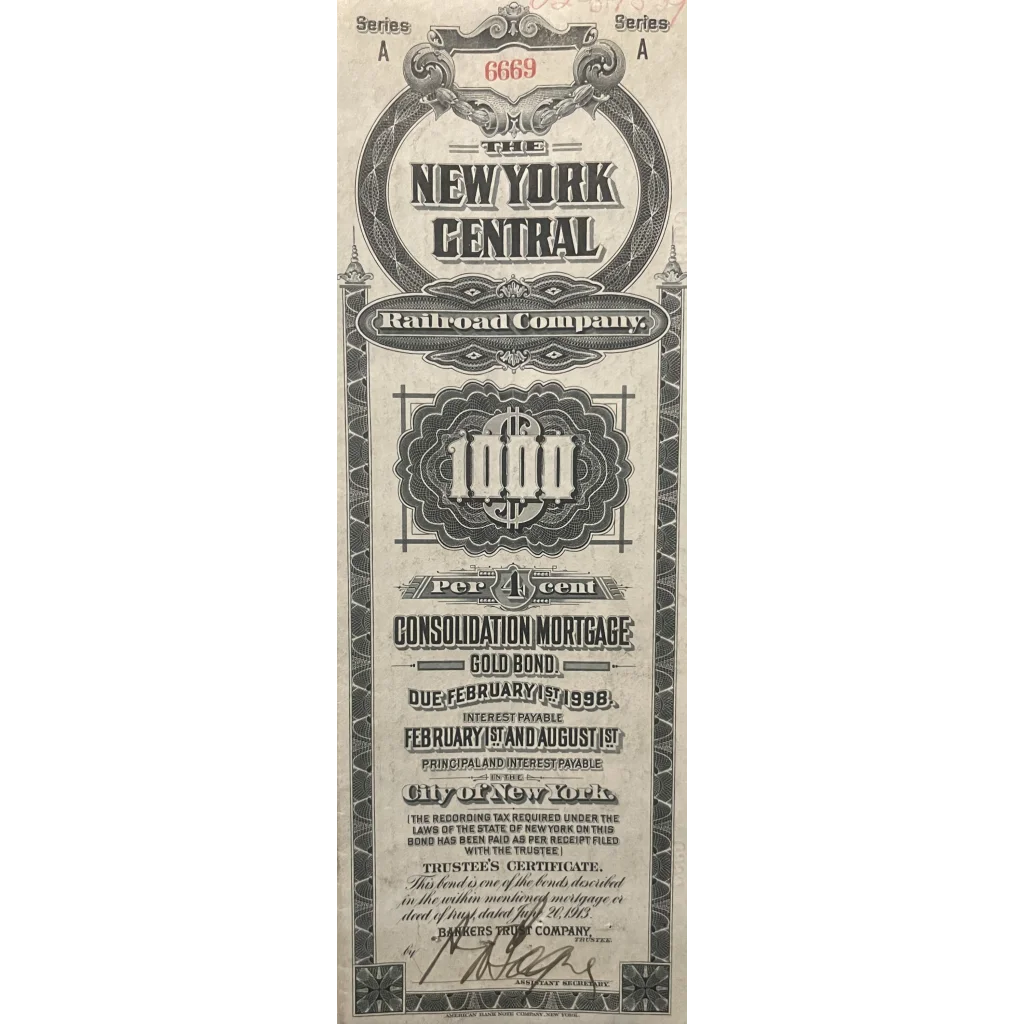 Series
Series
A
A
6669
THE
NEW YORK
CENTRAL
Railroad Company.
$1000
Per 4 cent
CONSOLIDATION MORTGAGE
GOLD BOND.
DUE FEBRUARY 1ST 1998.
INTEREST PAYABLE
FEBRUARY 1ST AND AUGUST 1ST
PRINCIPAL AND INTEREST PAYABLE
IN THE
City of New York.
(THE RECORDING TAX REQUIRED UNDER THE
LAWS OF THE STATE OF NEW YORK ON THIS
BOND HAS BEEN PAID AS PER RECEIPT FILED
WITH THE TRUSTEE)
TRUSTEE'S CERTIFICATE.
This bond is one of the bonds described
in the within mentioned mortgage or
deed of trust, dated 20, 1913.
BANKERS TRUST COMPANY,
TRUSTEE
by
ASSISTANT SECRETARY.
AMERICAN BANK NOTE COMPANY, NEW YORK.